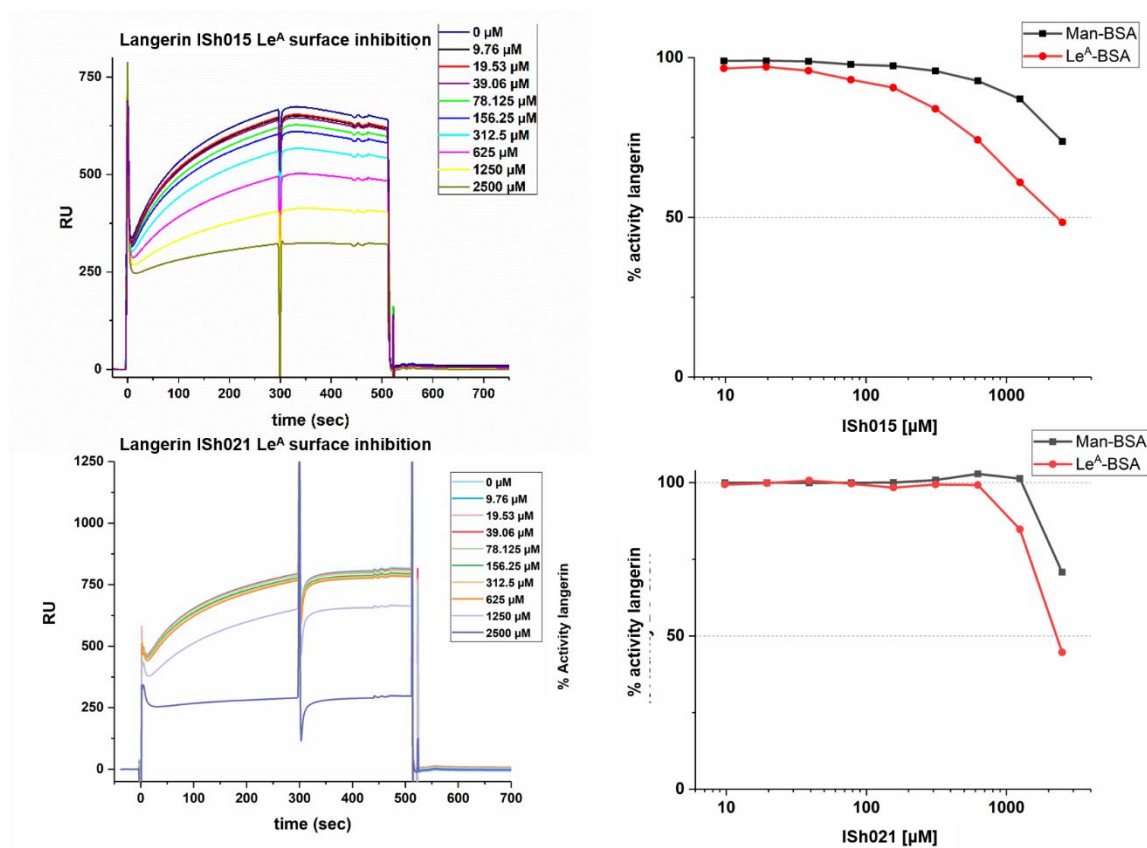 Langerin ISh015 Leᴬ surface inhibition
0 µM
9.76 µM
19.53 µM
39.06 µM
78.125 µM
156.25 µM
312.5 µM
625 µM
1250 µM
2500 µM
750
500
250
0
RU
0 100 200 300 400 500 600 700
time (sec)
Man-BSA
Leᴬ-BSA
100
50
0
% activity langerin
10 100 1000
ISh015 [µM]
Langerin ISh021 Leᴬ surface inhibition
0 µM
9.76 µM
19.53 µM
39.06 µM
78.125 µM
156.25 µM
312.5 µM
625 µM
1250 µM
2500 µM
1250
1000
750
500
250
0
RU
0 100 200 300 400 500 600 700
time (sec)
% Activity langerin
Man-BSA
Leᴬ-BSA
100
50
0
% activity langerin
10 100 1000
ISh021 [µM]